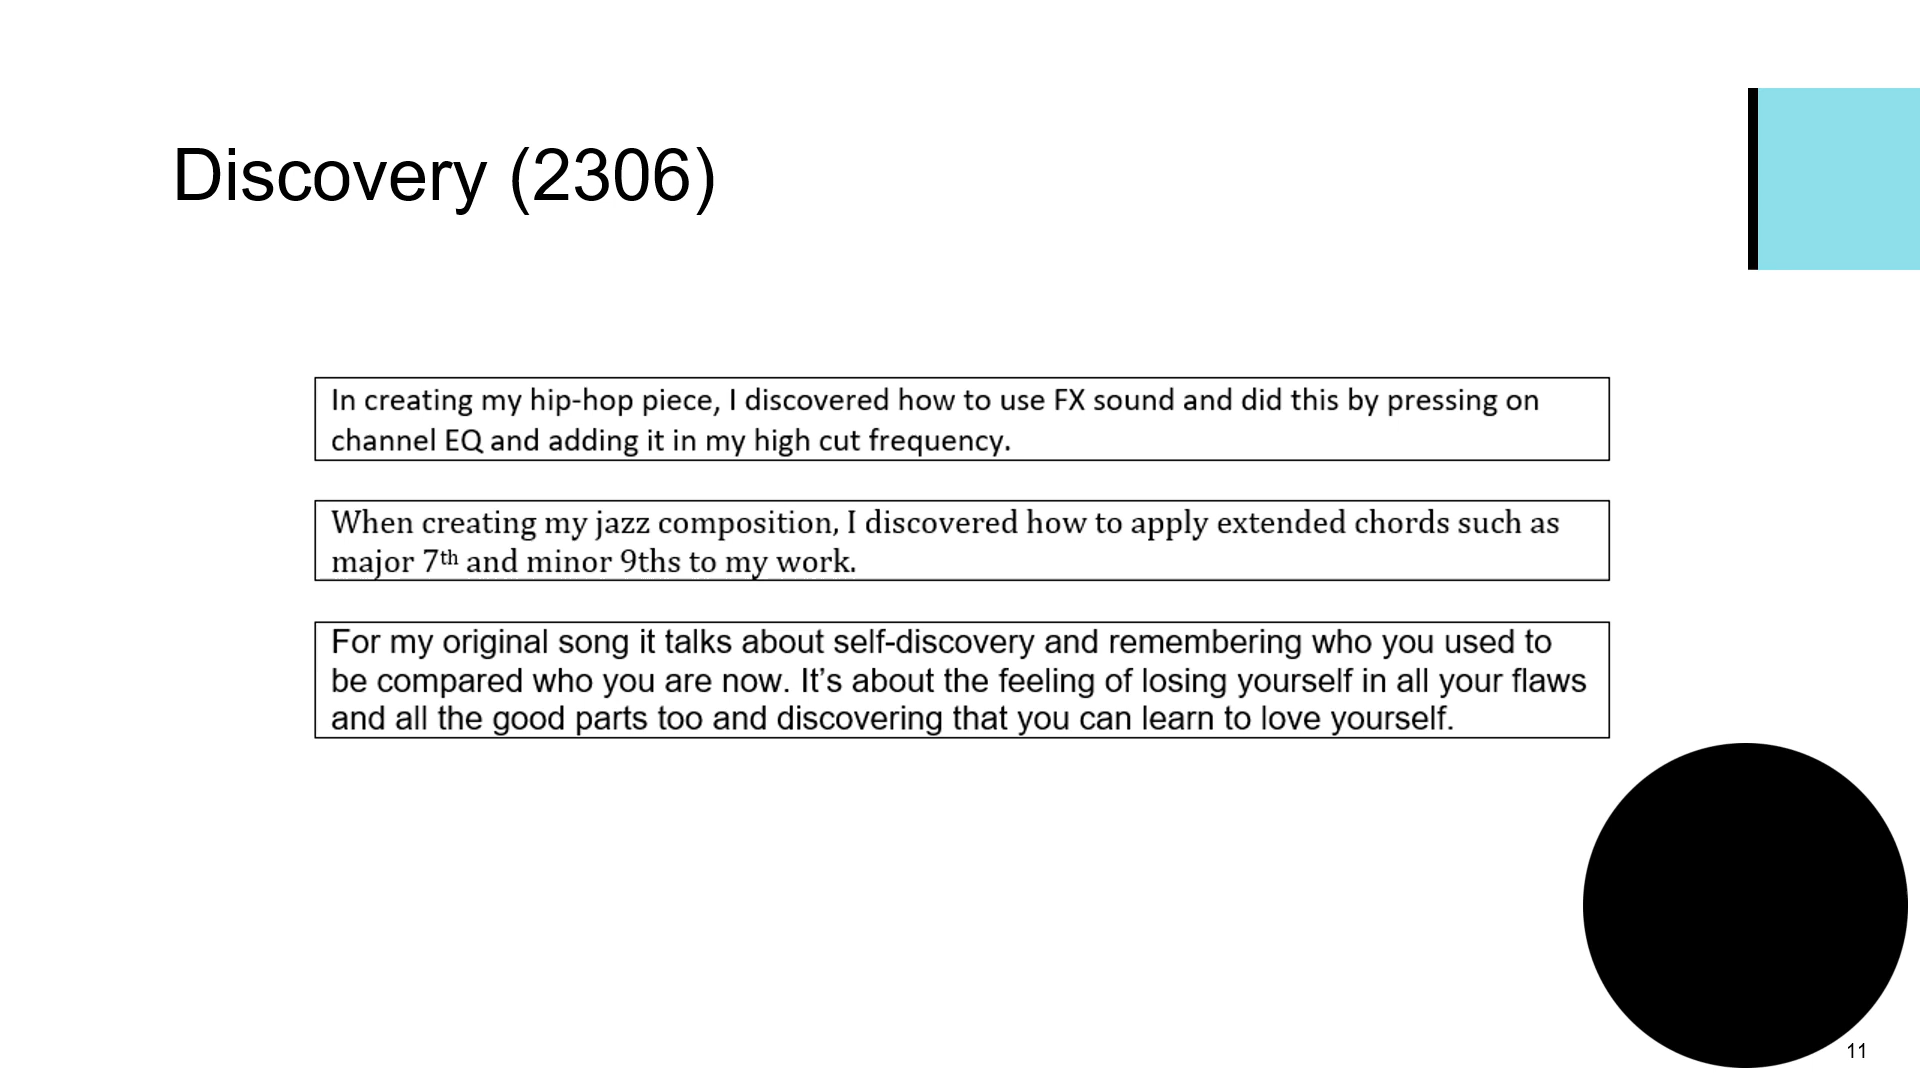 Discovery (2306)
In creating my hip-hop piece, I discovered how to use FX sound and did this by pressing on
channel EQ and adding it in my high cut frequency.
When creating my jazz composition, I discovered how to apply extended chords such as
major 7th and minor 9ths to my work.
For my original song it talks about self-discovery and remembering who you used to
be compared who you are now. It’s about the feeling of losing yourself in all your flaws
and all the good parts too and discovering that you can learn to love yourself.
11